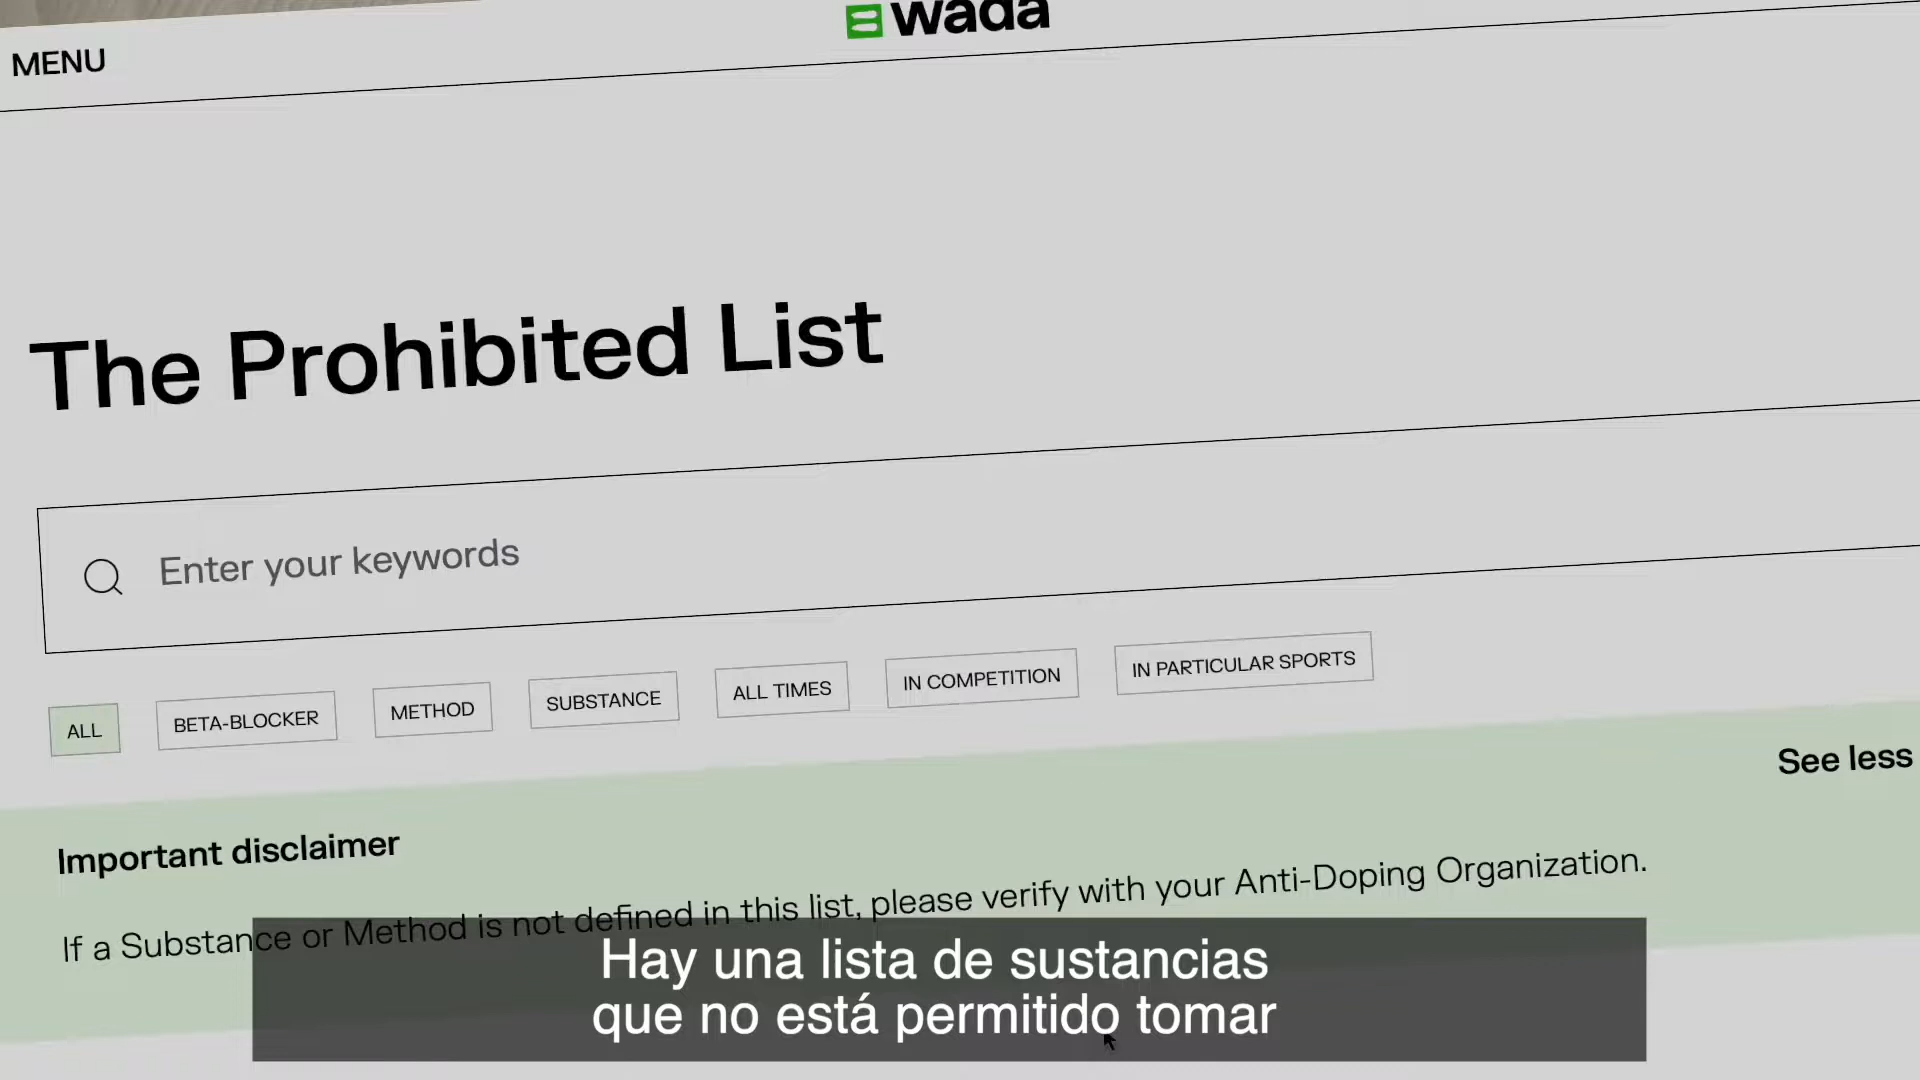 wada
MENU
The Prohibited List
Enter your keywords
ALL
BETA-BLOCKER
METHOD
SUBSTANCE
ALL TIMES
IN COMPETITION
IN PARTICULAR SPORTS
See less
Important disclaimer
If a Substance or Method is not defined in this list, please verify with your Anti-Doping Organization.
Hay una lista de sustancias
que no está permitido tomar